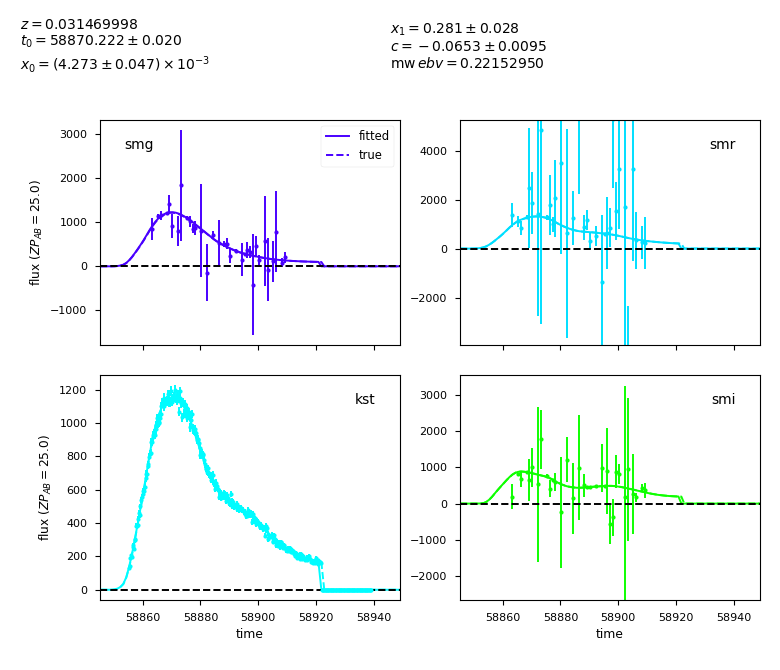 z = 0.031469998
t₀ = 58870.222 ± 0.020
x₀ = (4.273 ± 0.047) × 10⁻³
x₁ = 0.281 ± 0.028
c = −0.0653 ± 0.0095
mw ebv = 0.22152950
smg
fitted
true
3000
2000
1000
0
−1000
flux (ZP_AB = 25.0)
smr
4000
2000
0
−2000
kst
1200
1000
800
600
400
200
0
flux (ZP_AB = 25.0)
58860 58880 58900 58920 58940
time
smi
3000
2000
1000
0
−1000
−2000
58860 58880 58900 58920 58940
time